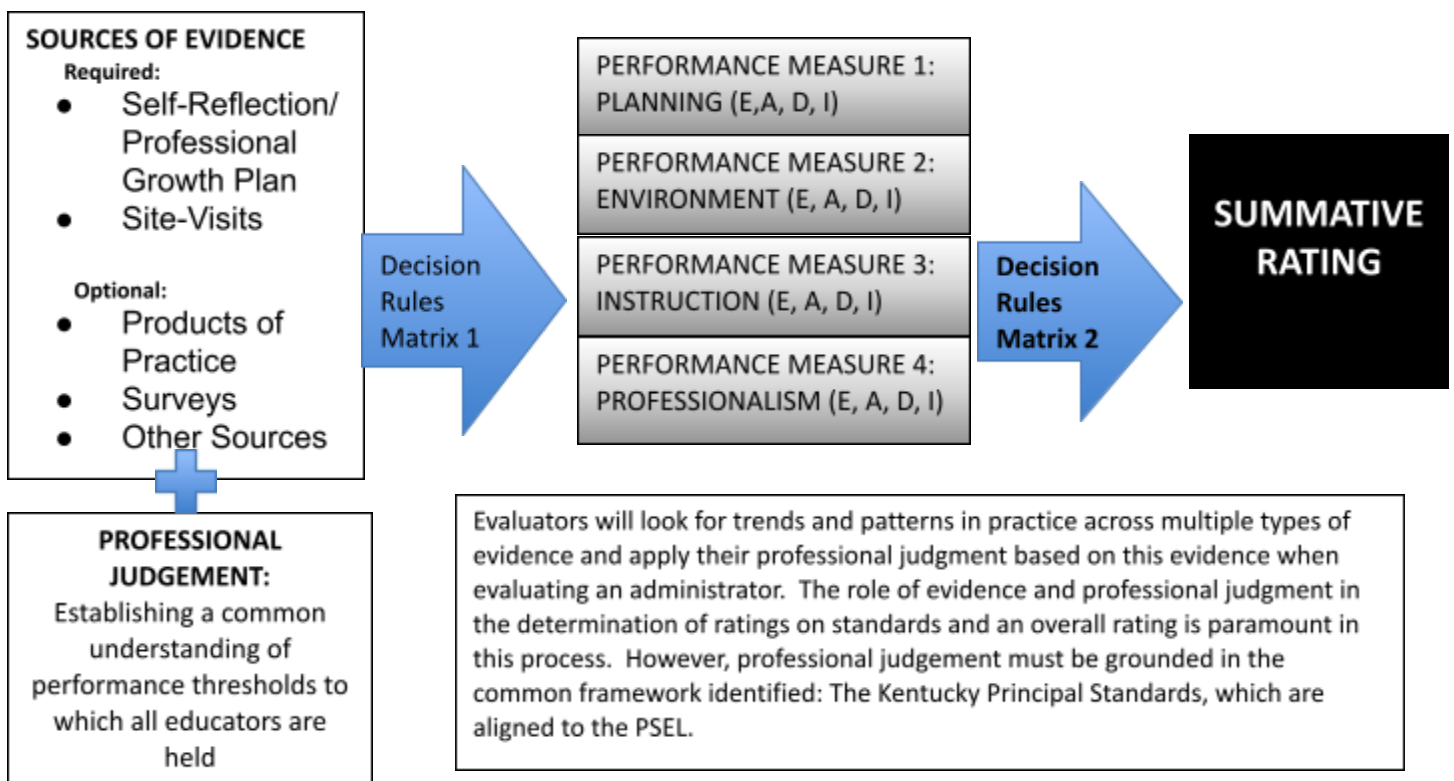 SOURCES OF EVIDENCE
Required:
● Self-Reflection/
Professional
Growth Plan
● Site-Visits
Optional:
● Products of
Practice
● Surveys
● Other Sources
PROFESSIONAL
JUDGEMENT:
Establishing a common
understanding of
performance thresholds to
which all educators are
held
Decision
Rules
Matrix 1
PERFORMANCE MEASURE 1:
PLANNING (E,A, D, I)
PERFORMANCE MEASURE 2:
ENVIRONMENT (E, A, D, I)
PERFORMANCE MEASURE 3:
INSTRUCTION (E, A, D, I)
PERFORMANCE MEASURE 4:
PROFESSIONALISM (E, A, D, I)
Decision
Rules
Matrix 2
SUMMATIVE
RATING
Evaluators will look for trends and patterns in practice across multiple types of
evidence and apply their professional judgment based on this evidence when
evaluating an administrator.  The role of evidence and professional judgment in
the determination of ratings on standards and an overall rating is paramount in
this process.  However, professional judgement must be grounded in the
common framework identified: The Kentucky Principal Standards, which are
aligned to the PSEL.